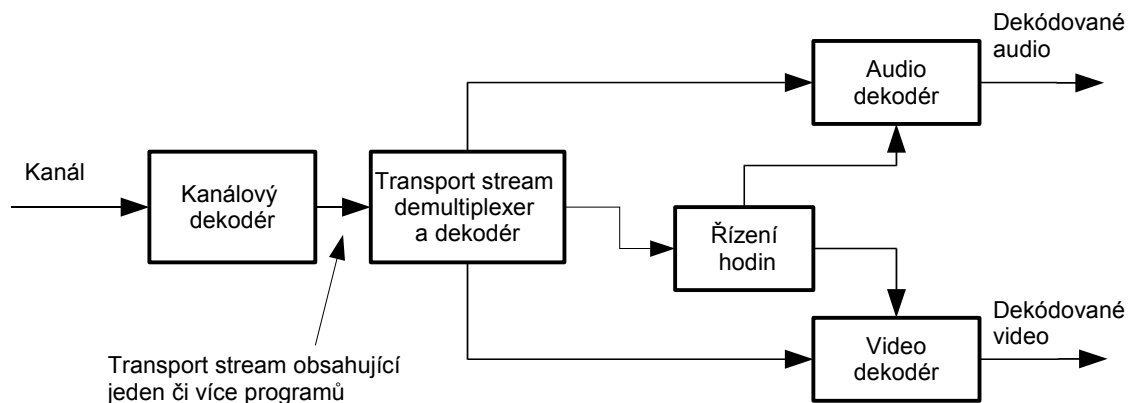 Kanál
Kanálový
dekodér
Transport stream
demultiplexer
a dekodér
Transport stream obsahující
jeden či více programů
Řízení
hodin
Audio
dekodér
Dekódované
audio
Video
dekodér
Dekódované
video